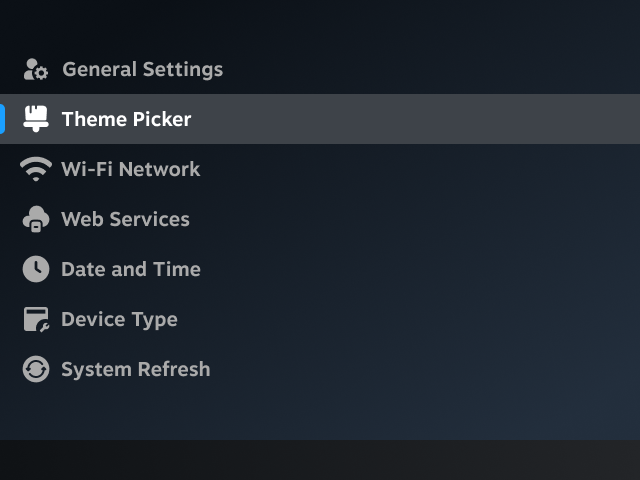 General Settings
Theme Picker
Wi-Fi Network
Web Services
Date and Time
Device Type
System Refresh